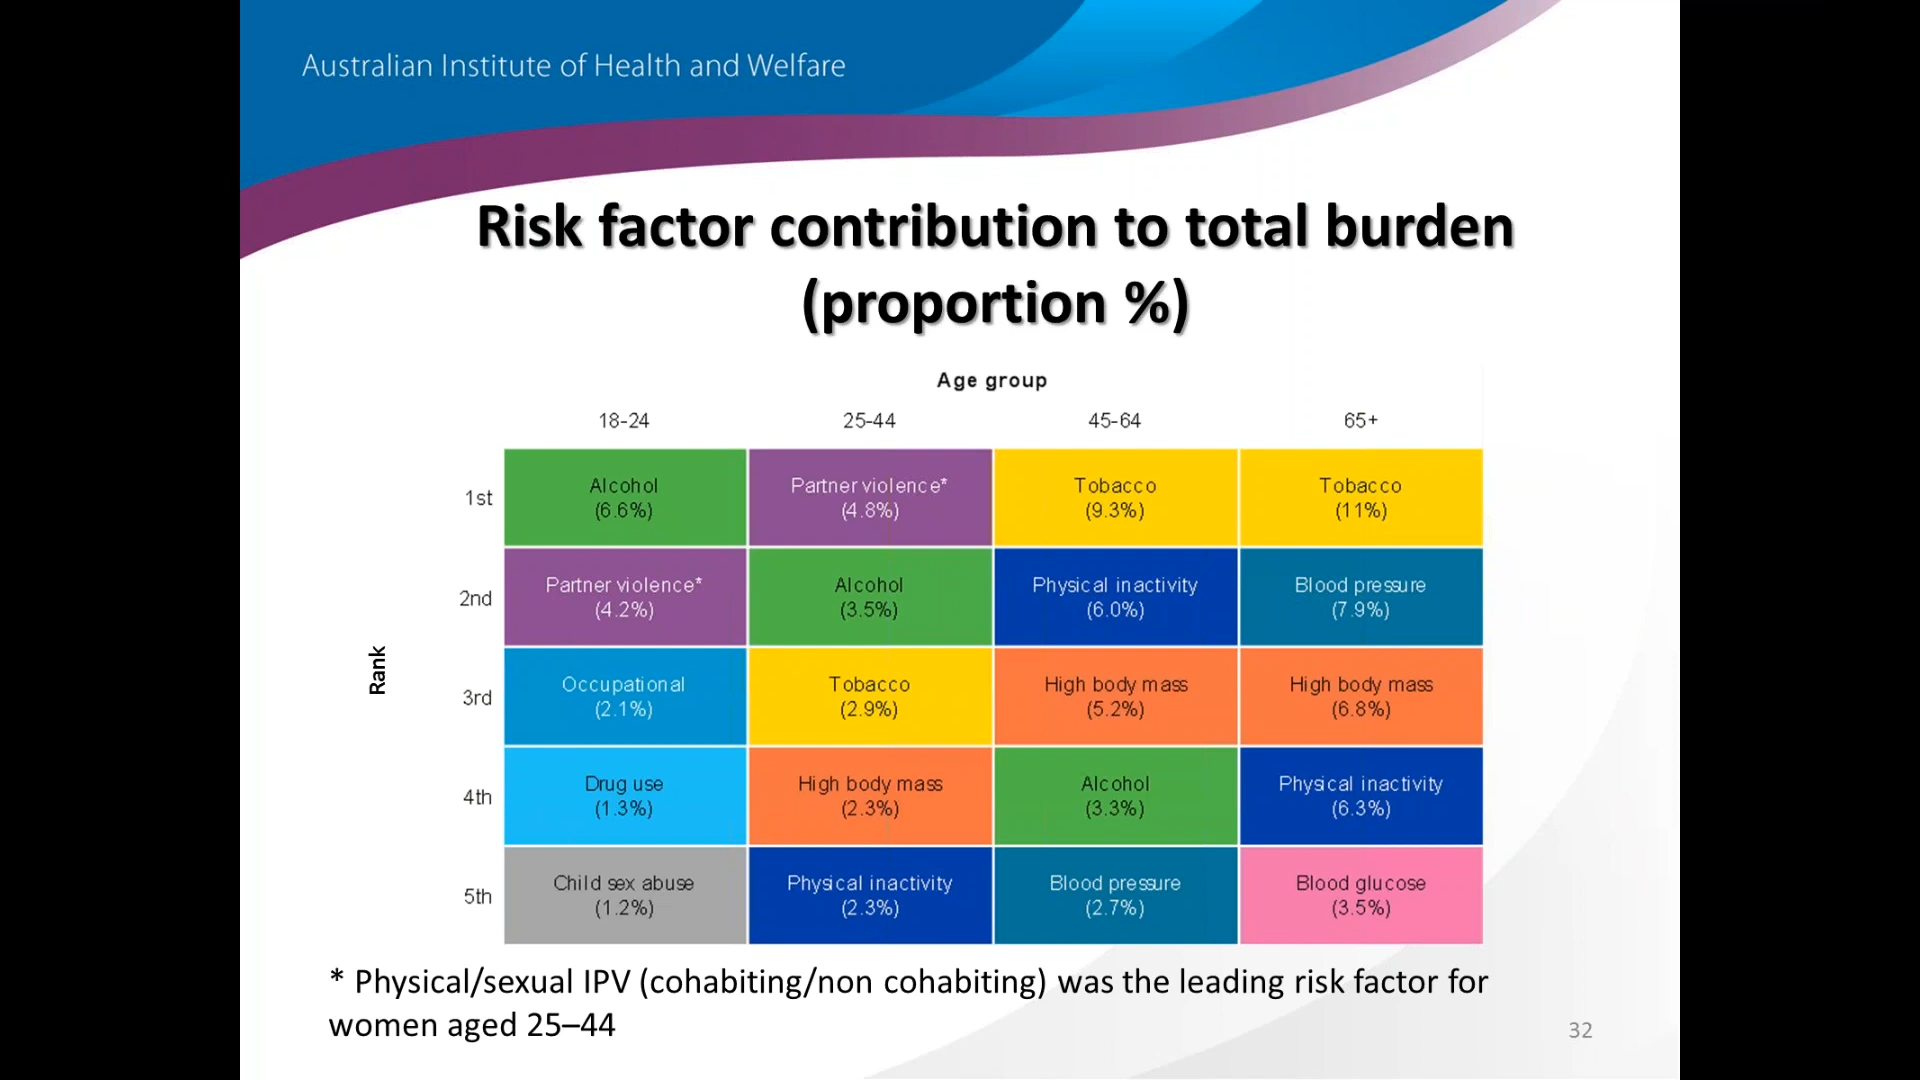 Australian Institute of Health and Welfare
Risk factor contribution to total burden
(proportion %)
Age group
18-24 25-44 45-64 65+
1st
Alcohol
(6.6%)
Partner violence*
(4.8%)
Tobacco
(9.3%)
Tobacco
(11%)
2nd
Partner violence*
(4.2%)
Alcohol
(3.5%)
Physical inactivity
(6.0%)
Blood pressure
(7.9%)
Rank
3rd
Occupational
(2.1%)
Tobacco
(2.9%)
High body mass
(5.2%)
High body mass
(6.8%)
4th
Drug use
(1.3%)
High body mass
(2.3%)
Alcohol
(3.3%)
Physical inactivity
(6.3%)
5th
Child sex abuse
(1.2%)
Physical inactivity
(2.3%)
Blood pressure
(2.7%)
Blood glucose
(3.5%)
* Physical/sexual IPV (cohabiting/non cohabiting) was the leading risk factor for
women aged 25–44
32